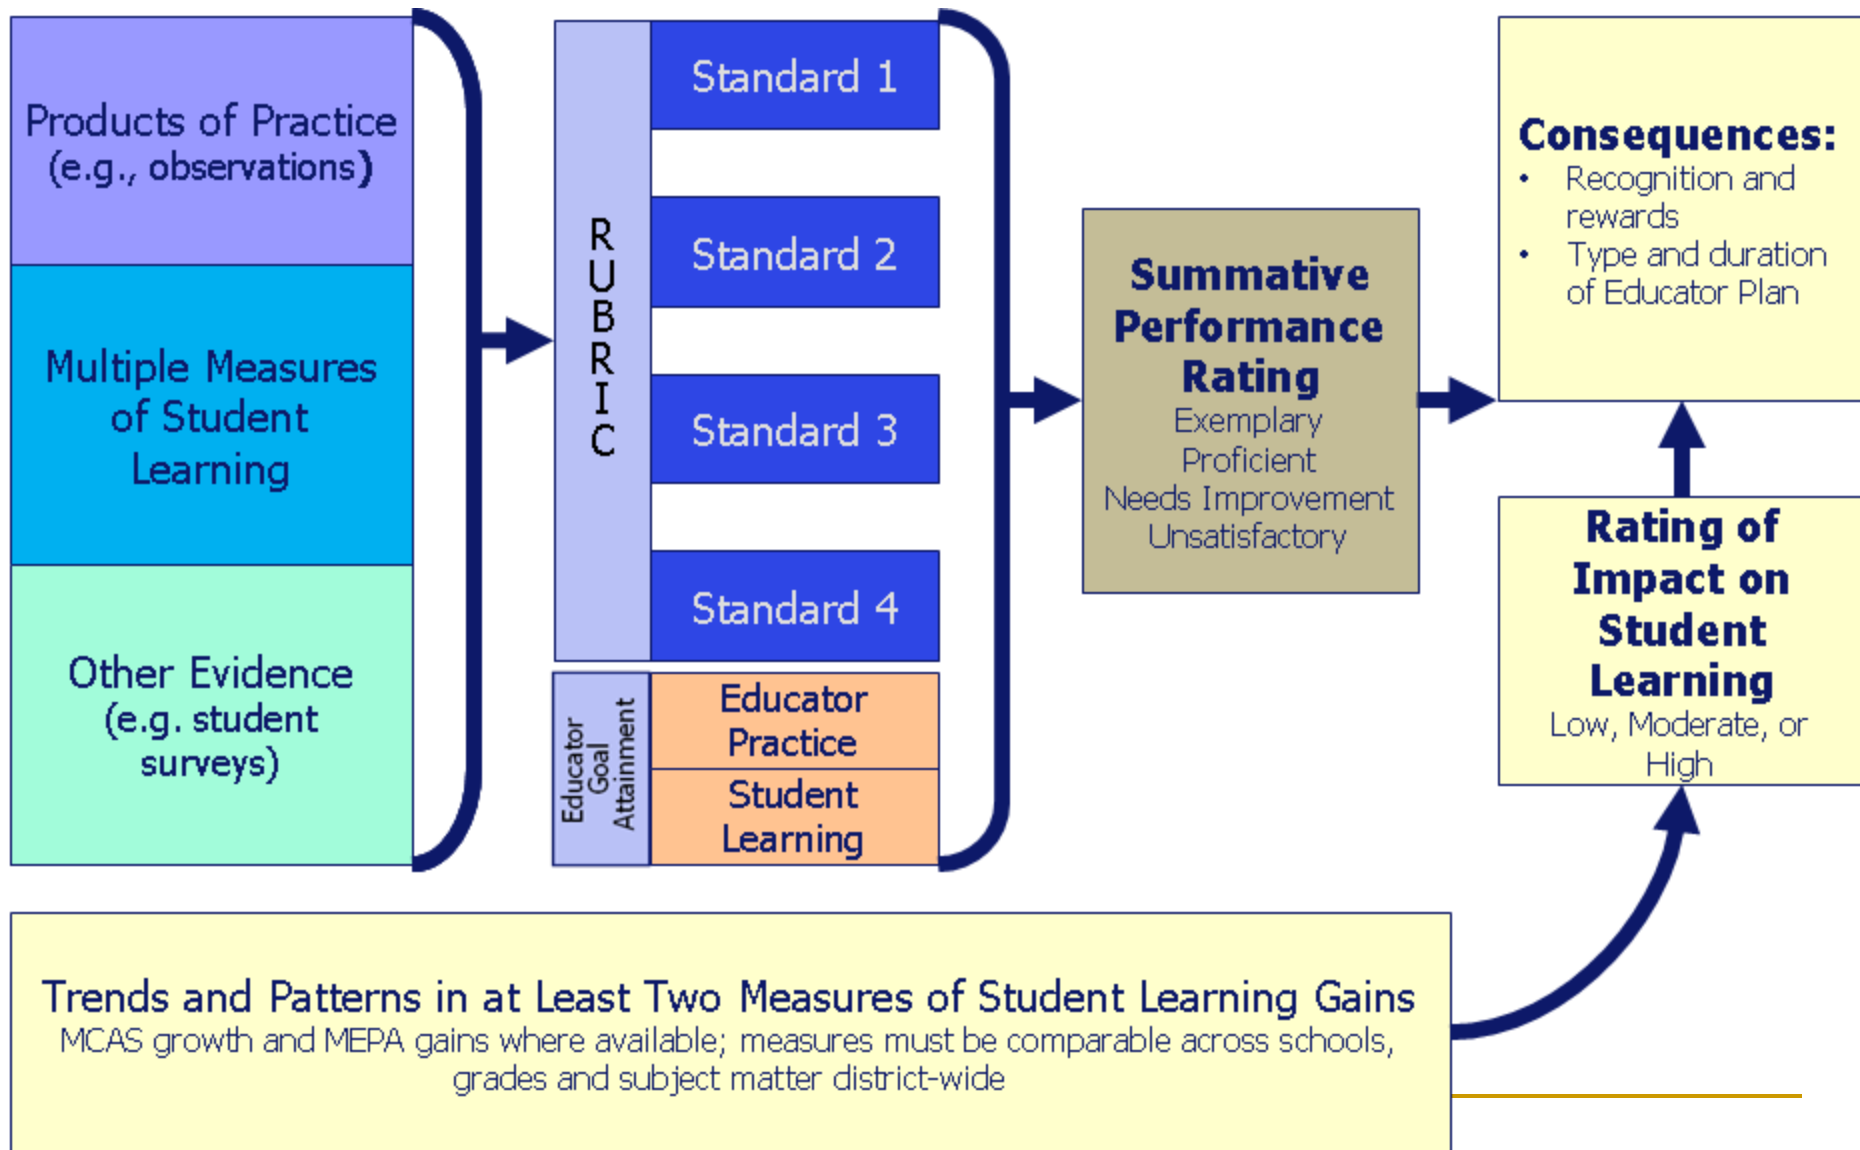 Products of Practice
(e.g., observations)
Multiple Measures
of Student
Learning
Other Evidence
(e.g. student
surveys)
RUBRIC
Standard 1
Standard 2
Standard 3
Standard 4
Educator
Goal
Attainment
Educator
Practice
Student
Learning
Summative
Performance
Rating
Exemplary
Proficient
Needs Improvement
Unsatisfactory
Consequences:
• Recognition and
rewards
• Type and duration
of Educator Plan
Rating of
Impact on
Student
Learning
Low, Moderate, or
High
Trends and Patterns in at Least Two Measures of Student Learning Gains
MCAS growth and MEPA gains where available; measures must be comparable across schools,
grades and subject matter district-wide